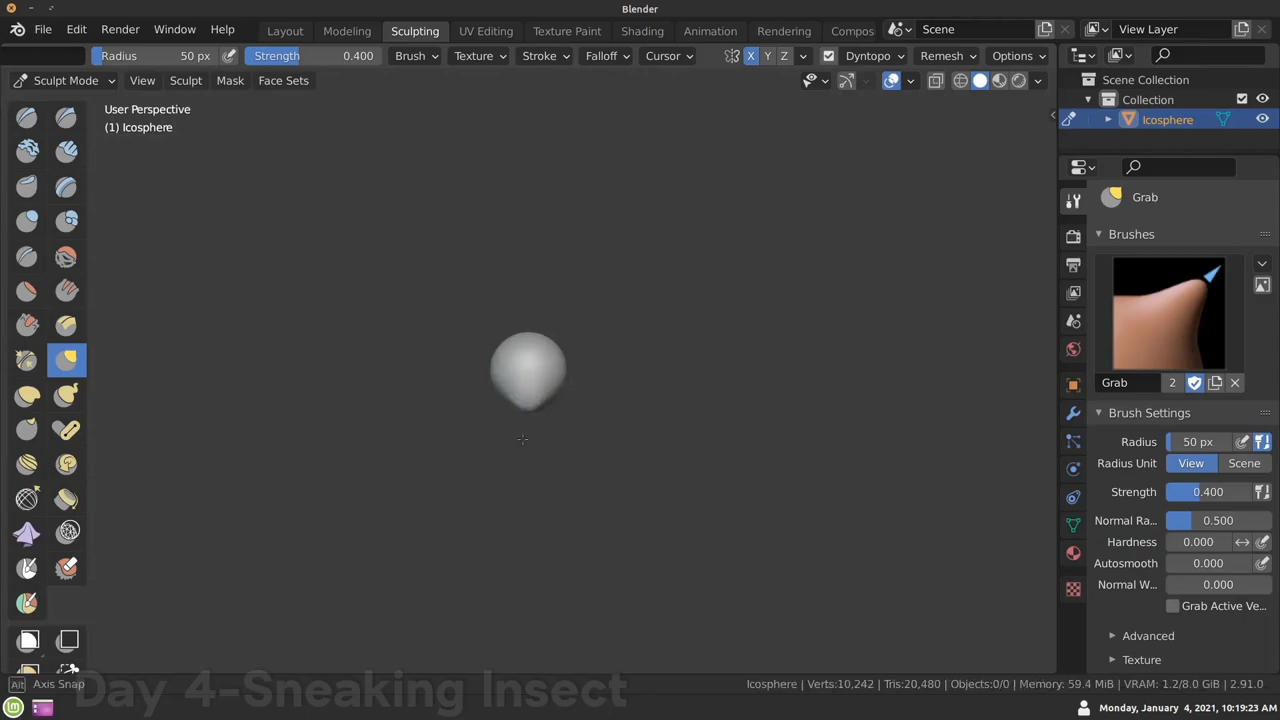 Blender
File Edit Render Window Help Layout Modeling Sculpting UV Editing Texture Paint Shading Animation Rendering Compos Scene View Layer
Radius 50 px Strength 0.400 Brush Texture Stroke Falloff Cursor X Y Z Dyntopo Remesh Options
Sculpt Mode View Sculpt Mask Face Sets
Scene Collection
Collection
Icosphere
User Perspective
(1) Icosphere
Grab
Brushes
Grab 2
Brush Settings
Radius 50 px
Radius Unit View Scene
Strength 0.400
Normal Ra... 0.500
Hardness 0.000
Autosmooth 0.000
Normal W... 0.000
Grab Active Ve...
Advanced
Texture
Alt Axis Snap
Day 4-Sneaking Insect
Icosphere | Verts:10,242 | Tris:20,480 | Objects:0/0 | Memory: 59.4 MiB | VRAM: 1.2/8.0 GiB | 2.91.0
Monday, January 4, 2021, 10:19:23 AM